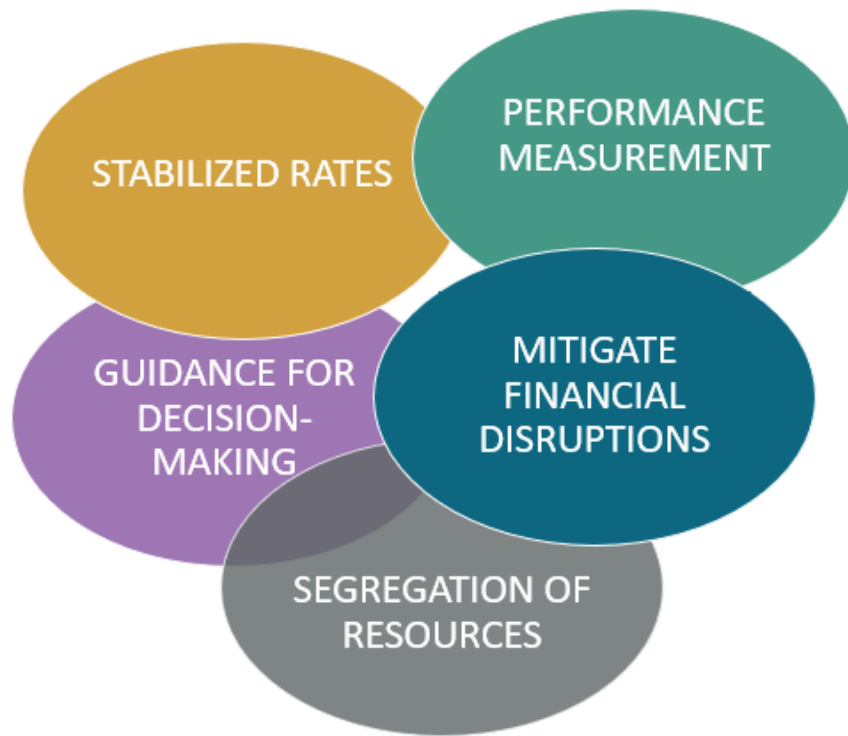 STABILIZED RATES
PERFORMANCE
MEASUREMENT
GUIDANCE FOR
DECISION-
MAKING
MITIGATE
FINANCIAL
DISRUPTIONS
SEGREGATION OF
RESOURCES